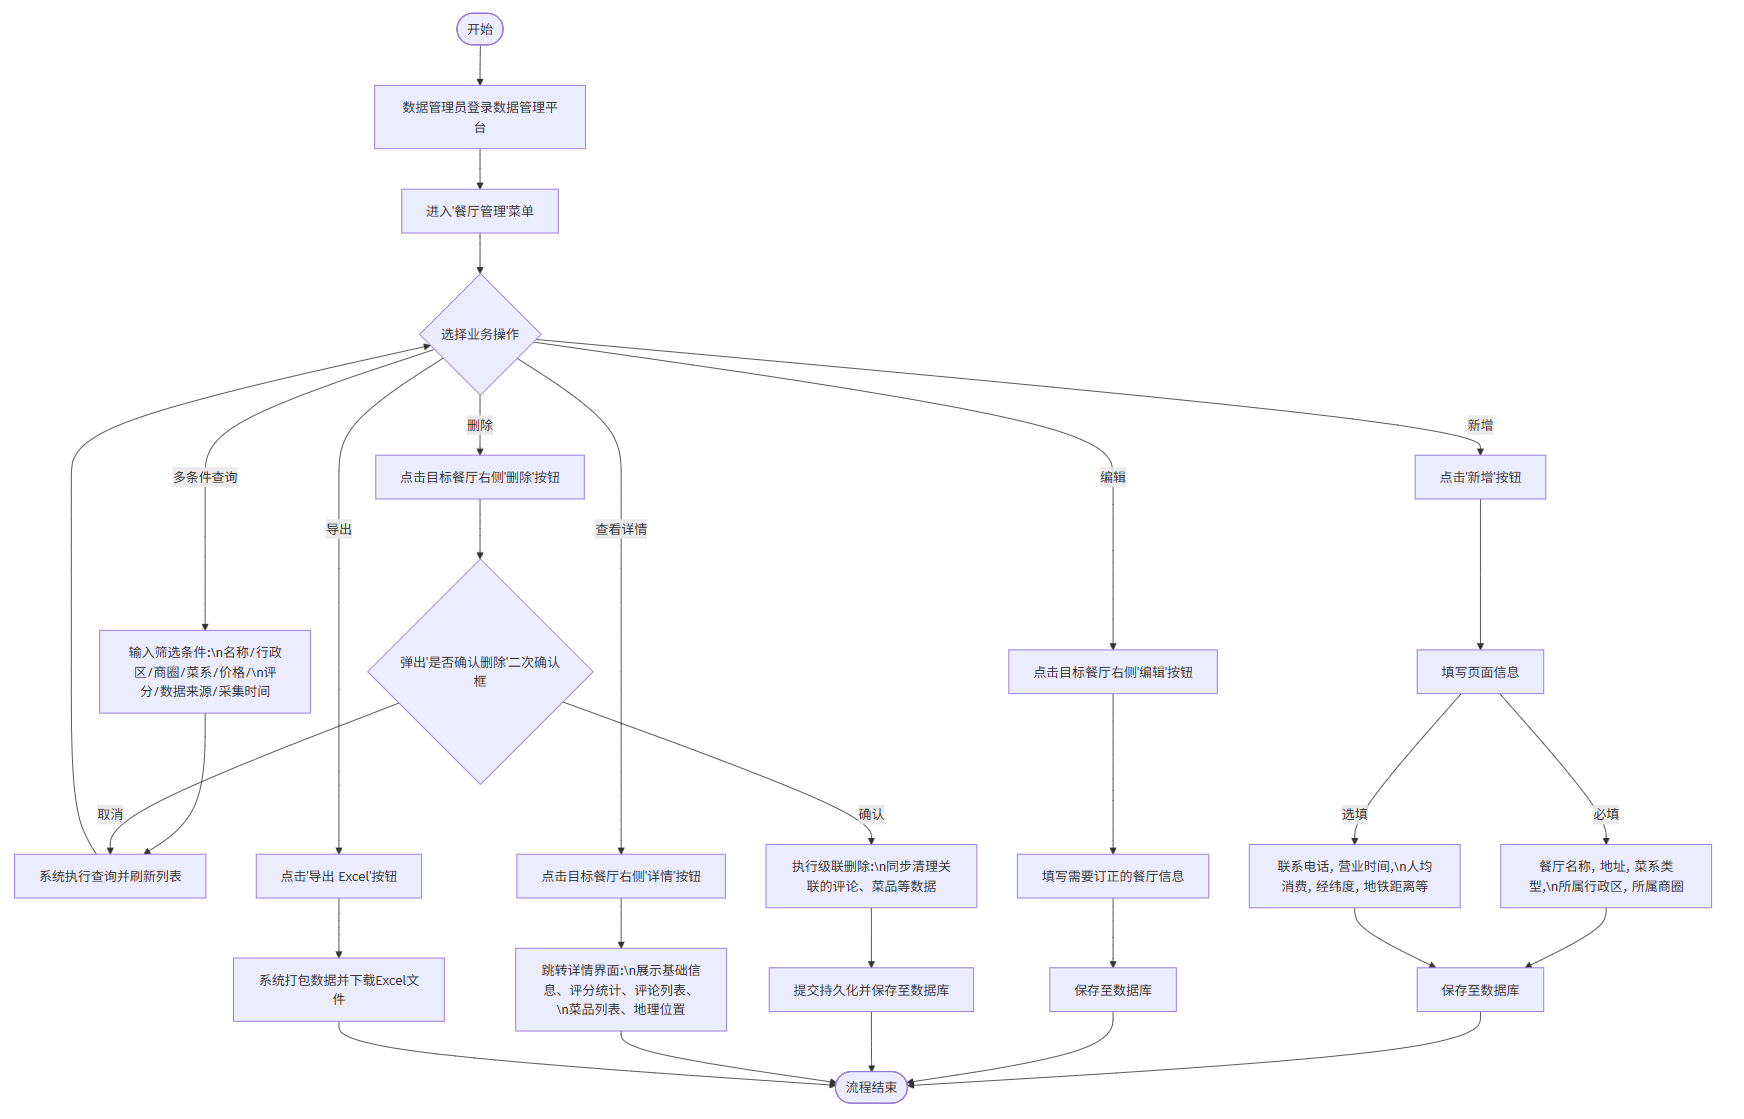 开始
数据管理员登录数据管理平
台
进入'餐厅管理'菜单
选择业务操作
删除
新增
多条件查询
点击目标餐厅右侧'删除'按钮
编辑
点击'新增'按钮
导出
查看详情
输入筛选条件:\n名称/行政
区/商圈/菜系/价格/\n评
分/数据来源/采集时间
弹出'是否确认删除'二次确认
框
点击目标餐厅右侧'编辑'按钮
填写页面信息
取消
确认
选填
必填
系统执行查询并刷新列表
点击'导出 Excel'按钮
点击目标餐厅右侧'详情'按钮
执行级联删除:\n同步清理关
联的评论、菜品等数据
填写需要订正的餐厅信息
联系电话, 营业时间,\n人均
消费, 经纬度, 地铁距离等
餐厅名称, 地址, 菜系类
型,\n所属行政区, 所属商圈
系统打包数据并下载Excel文
件
跳转详情界面:\n展示基础信
息、评分统计、评论列表、
\n菜品列表、地理位置
提交持久化并保存至数据库
保存至数据库
保存至数据库
流程结束